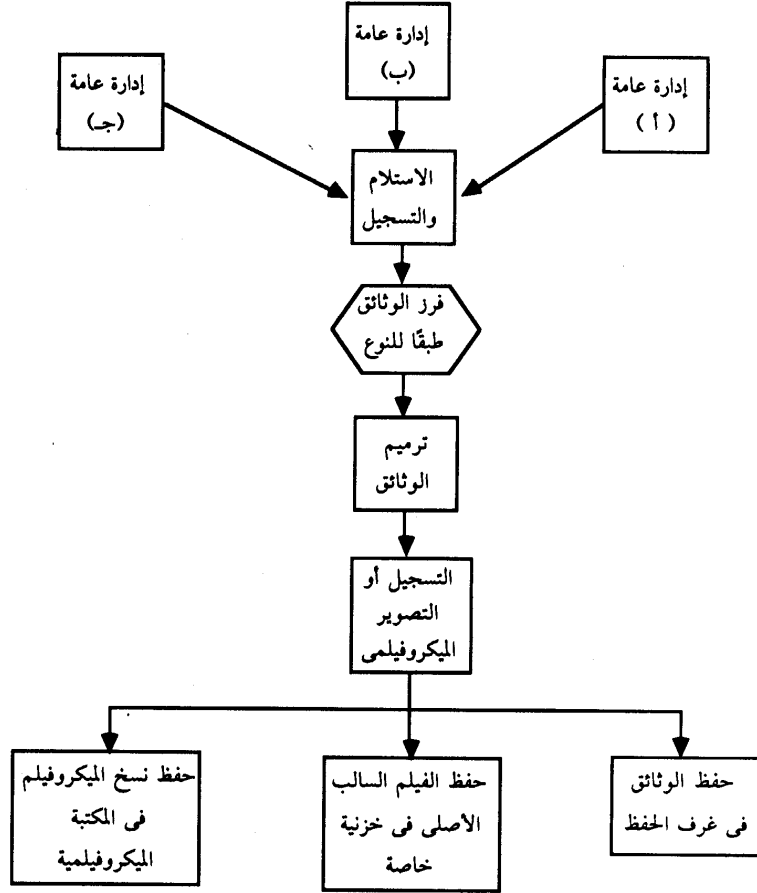 إدارة عامة
(أ)
إدارة عامة
(ب)
إدارة عامة
(جـ)
الاستلام
والتسجيل
فرز الوثائق
طبقًا للنوع
ترميم
الوثائق
التسجيل أو
التصوير
الميكروفيلمى
حفظ الوثائق
فى غرف الحفظ
حفظ الفيلم السالب
الأصلى فى خزنية
خاصة
حفظ نسخ الميكروفيلم
فى المكتبة
الميكروفيلمية